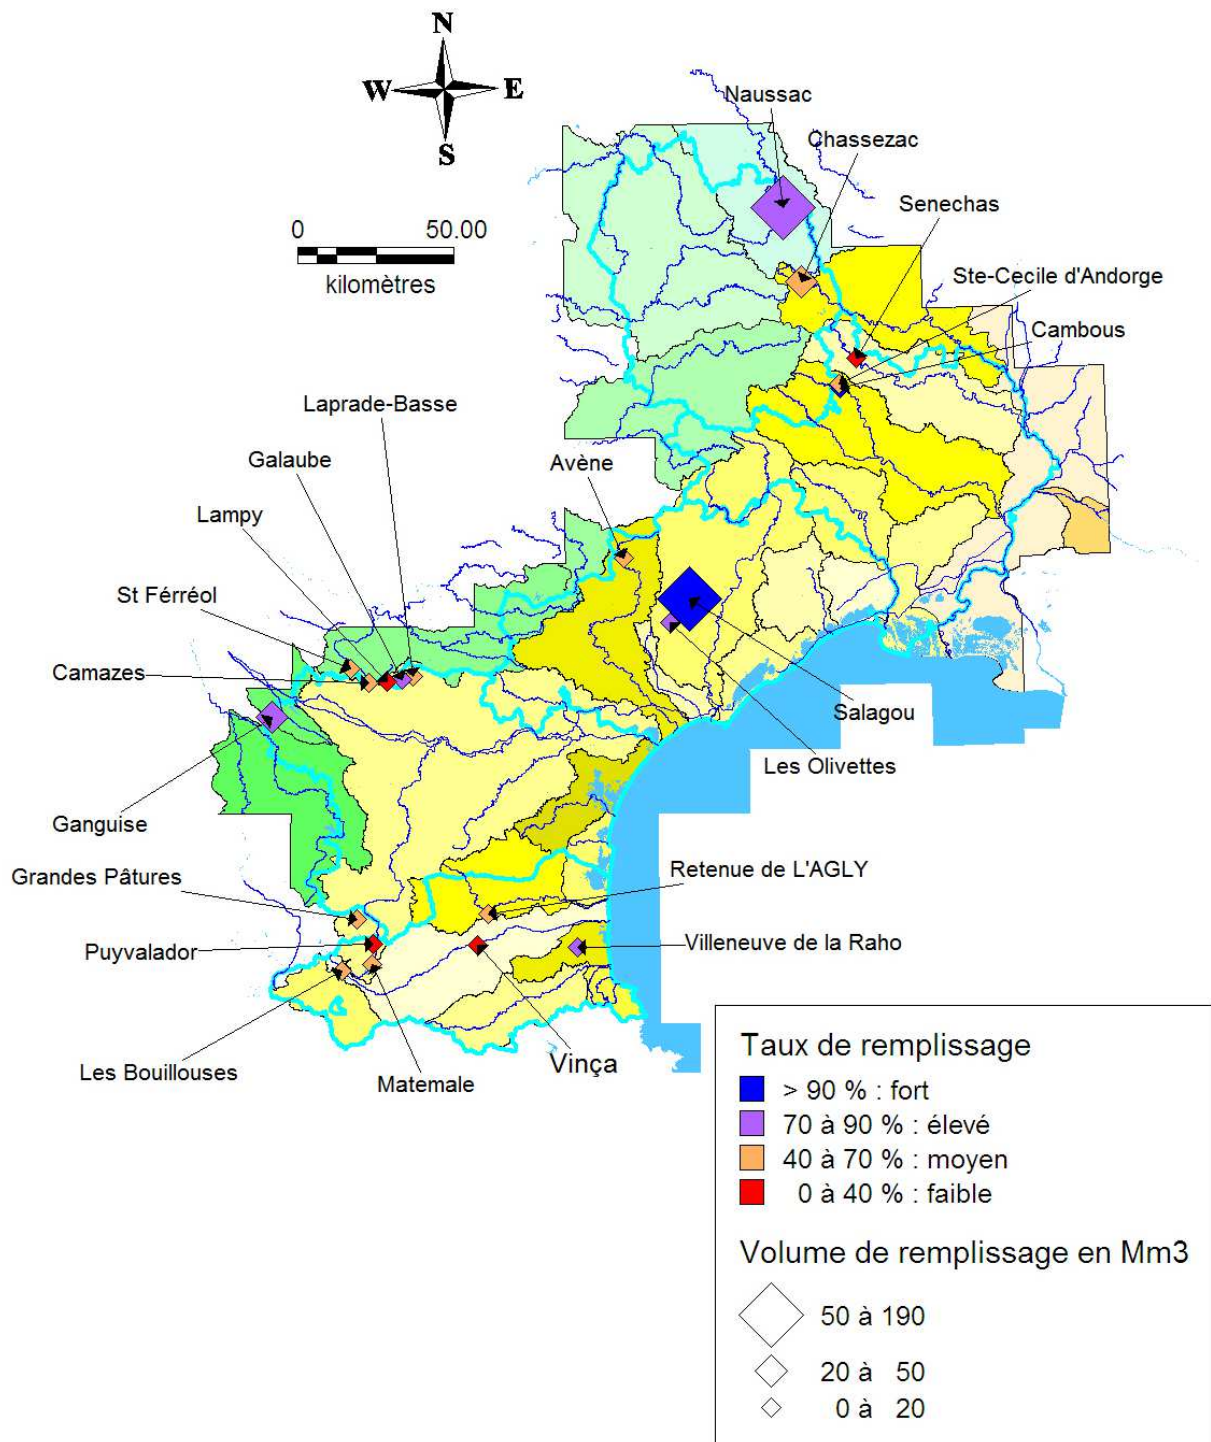 N
W E
S
0 50.00
kilomètres
Naussac
Chassezac
Senechas
Ste-Cecile d'Andorge
Cambous
Laprade-Basse
Galaube
Avène
Lampy
St Férréol
Camazes
Salagou
Les Olivettes
Ganguise
Grandes Pâtures
Retenue de L'AGLY
Puyvalador
Villeneuve de la Raho
Les Bouillouses
Matemale
Vinça
Taux de remplissage
> 90 % : fort
70 à 90 % : élevé
40 à 70 % : moyen
0 à 40 % : faible
Volume de remplissage en Mm3
50 à 190
20 à 50
0 à 20